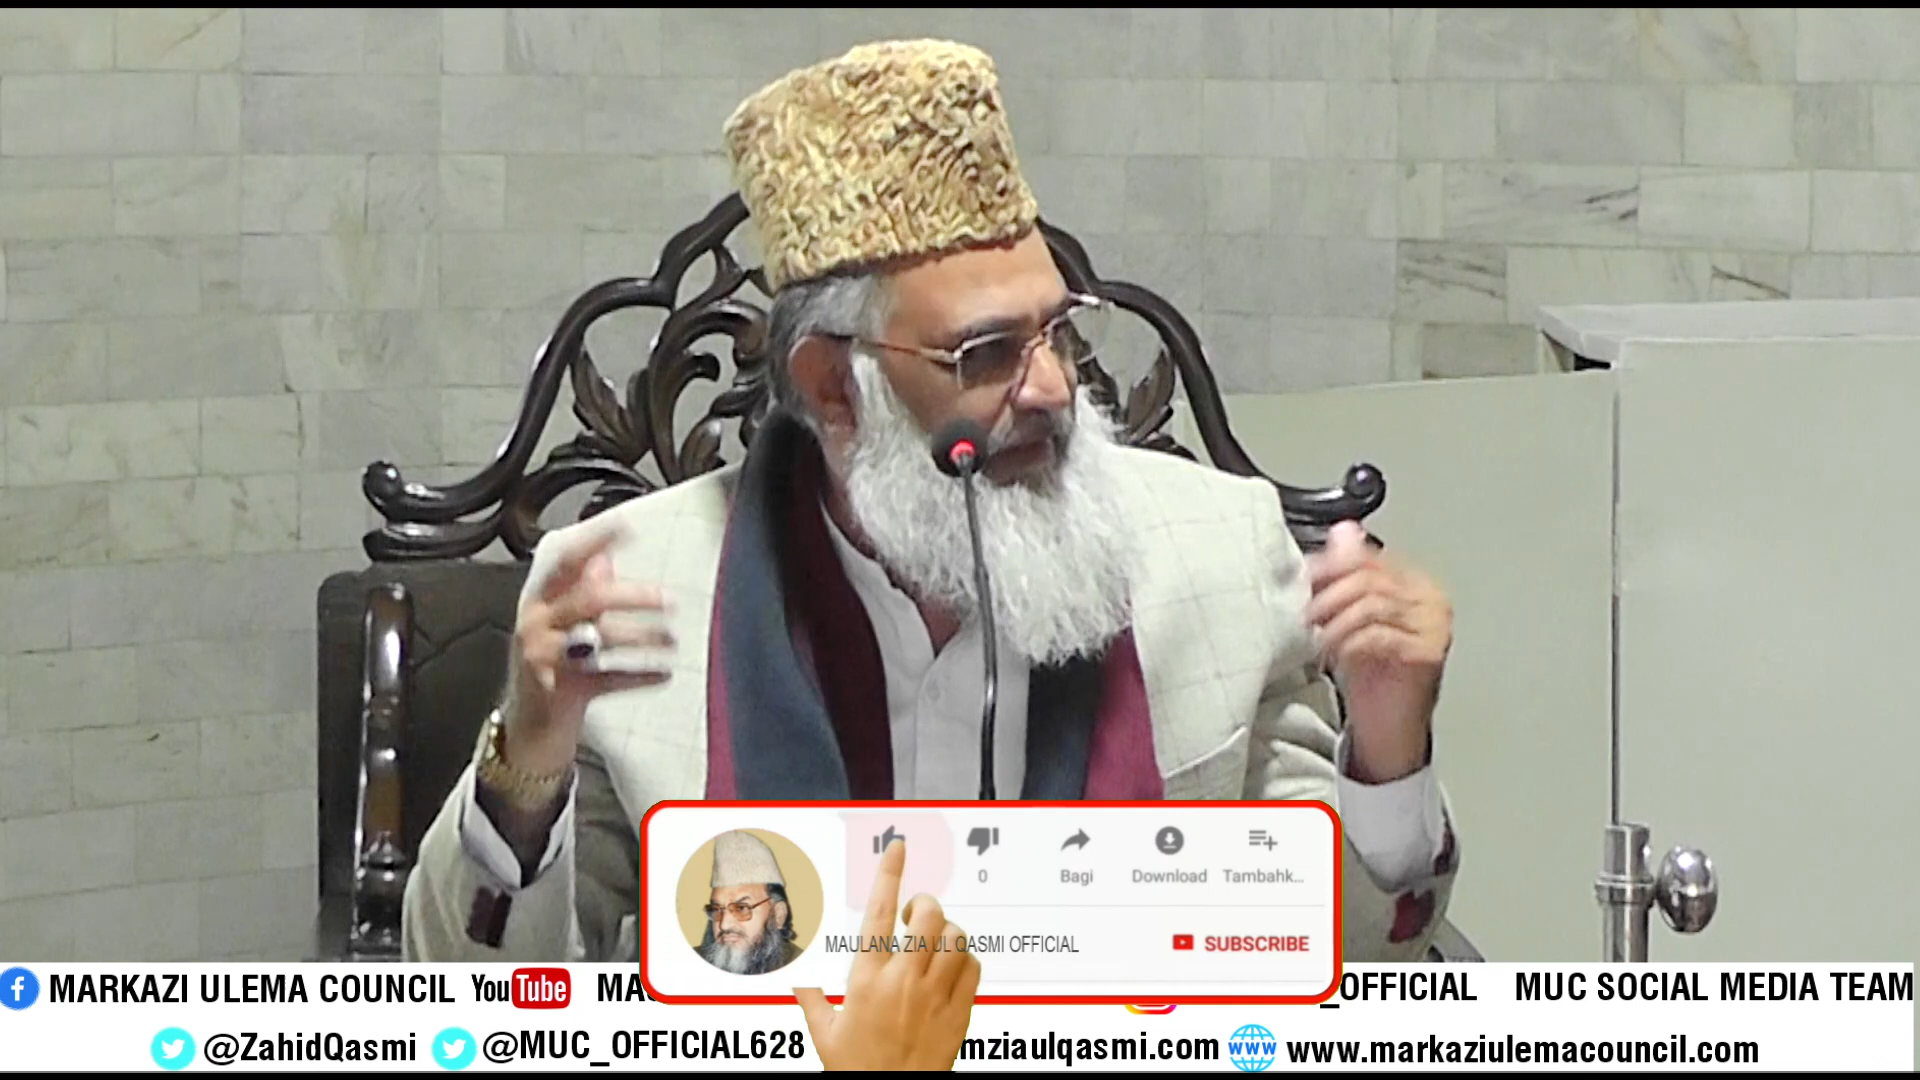 0 Bagi Download Tambahk...
MAULANA ZIA UL QASMI OFFICIAL SUBSCRIBE
MARKAZI ULEMA COUNCIL YouTube _OFFICIAL MUC SOCIAL MEDIA TEAM
@ZahidQasmi @MUC_OFFICIAL628 mziaulqasmi.com www www.markaziulemacouncil.com